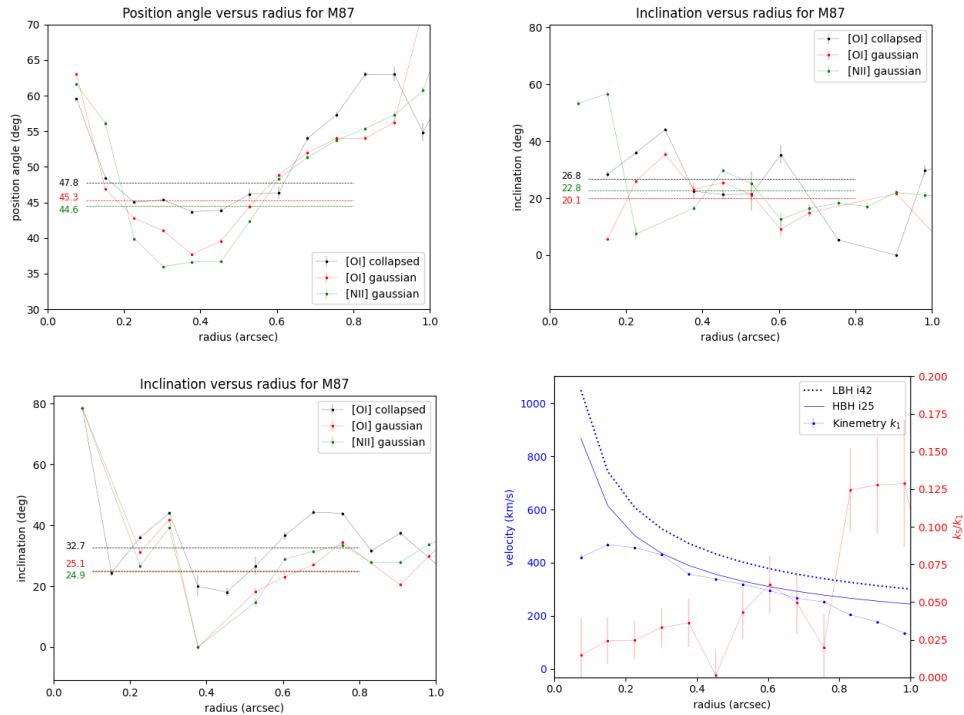 Position angle versus radius for M87
position angle (deg)
70
65
60
55
50
45
40
35
30
47.8
45.3
44.6
[OI] collapsed
[OI] gaussian
[NII] gaussian
0.0 0.2 0.4 0.6 0.8 1.0
radius (arcsec)
Inclination versus radius for M87
inclination (deg)
80
60
40
20
0
26.8
22.8
20.1
[OI] collapsed
[OI] gaussian
[NII] gaussian
0.0 0.2 0.4 0.6 0.8 1.0
radius (arcsec)
Inclination versus radius for M87
inclination (deg)
80
60
40
20
0
32.7
25.1
24.9
[OI] collapsed
[OI] gaussian
[NII] gaussian
0.0 0.2 0.4 0.6 0.8 1.0
radius (arcsec)
velocity (km/s)
1000
800
600
400
200
0
LBH i42
HBH i25
Kinemetry k₁
0.200
0.175
0.150
0.125
0.100
0.075
0.050
0.025
0.000
k₅/k₁
0.0 0.2 0.4 0.6 0.8 1.0
radius (arcsec)